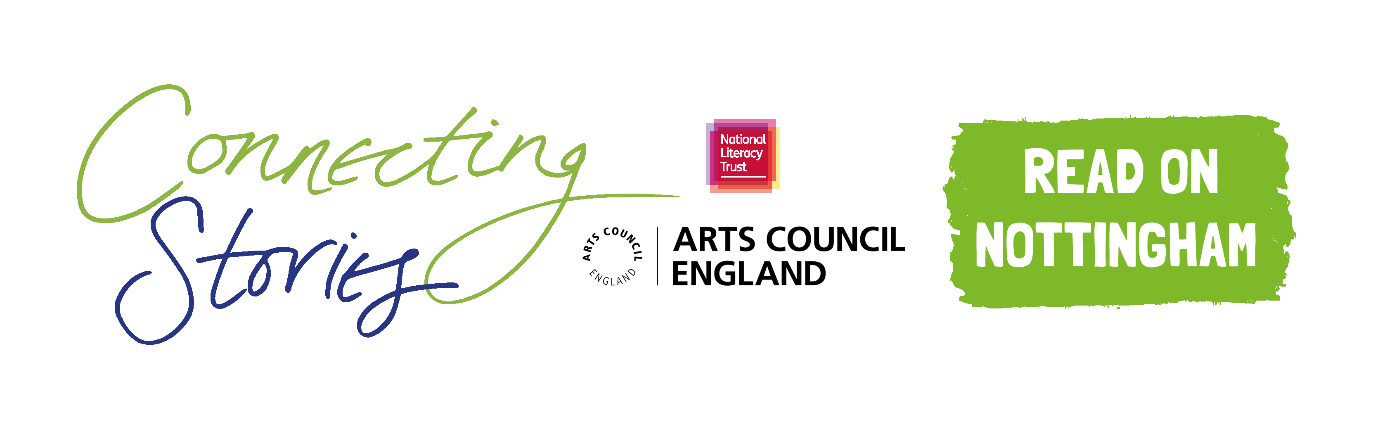 Connecting
Stories
National
Literacy
Trust
ARTS COUNCIL
ENGLAND
ARTS COUNCIL
ENGLAND
READ ON
NOTTINGHAM